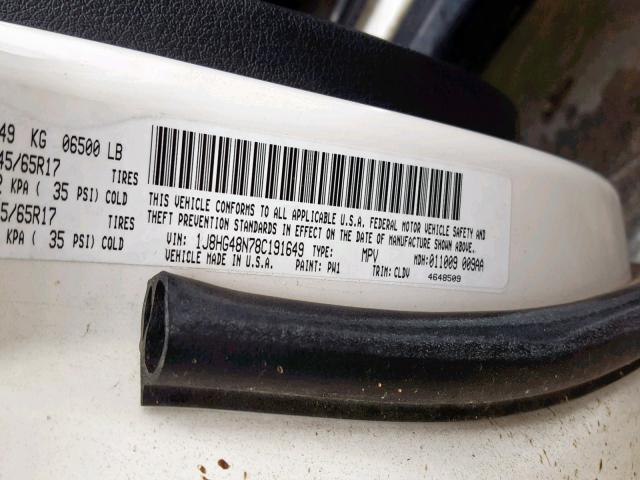 49 KG 06500 LB
45/65R17 TIRES
KPA ( 35 PSI) COLD
5/65R17 TIRES
KPA ( 35 PSI) COLD
THIS VEHICLE CONFORMS TO ALL APPLICABLE U.S.A. FEDERAL MOTOR VEHICLE SAFETY AND
THEFT PREVENTION STANDARDS IN EFFECT ON THE DATE OF MANUFACTURE SHOWN ABOVE.
VIN: 1J8HG48N78C191649 TYPE: MPV MDH: 011009 009AA
VEHICLE MADE IN U.S.A. PAINT: PW1 TRIM: CLDV 4648509